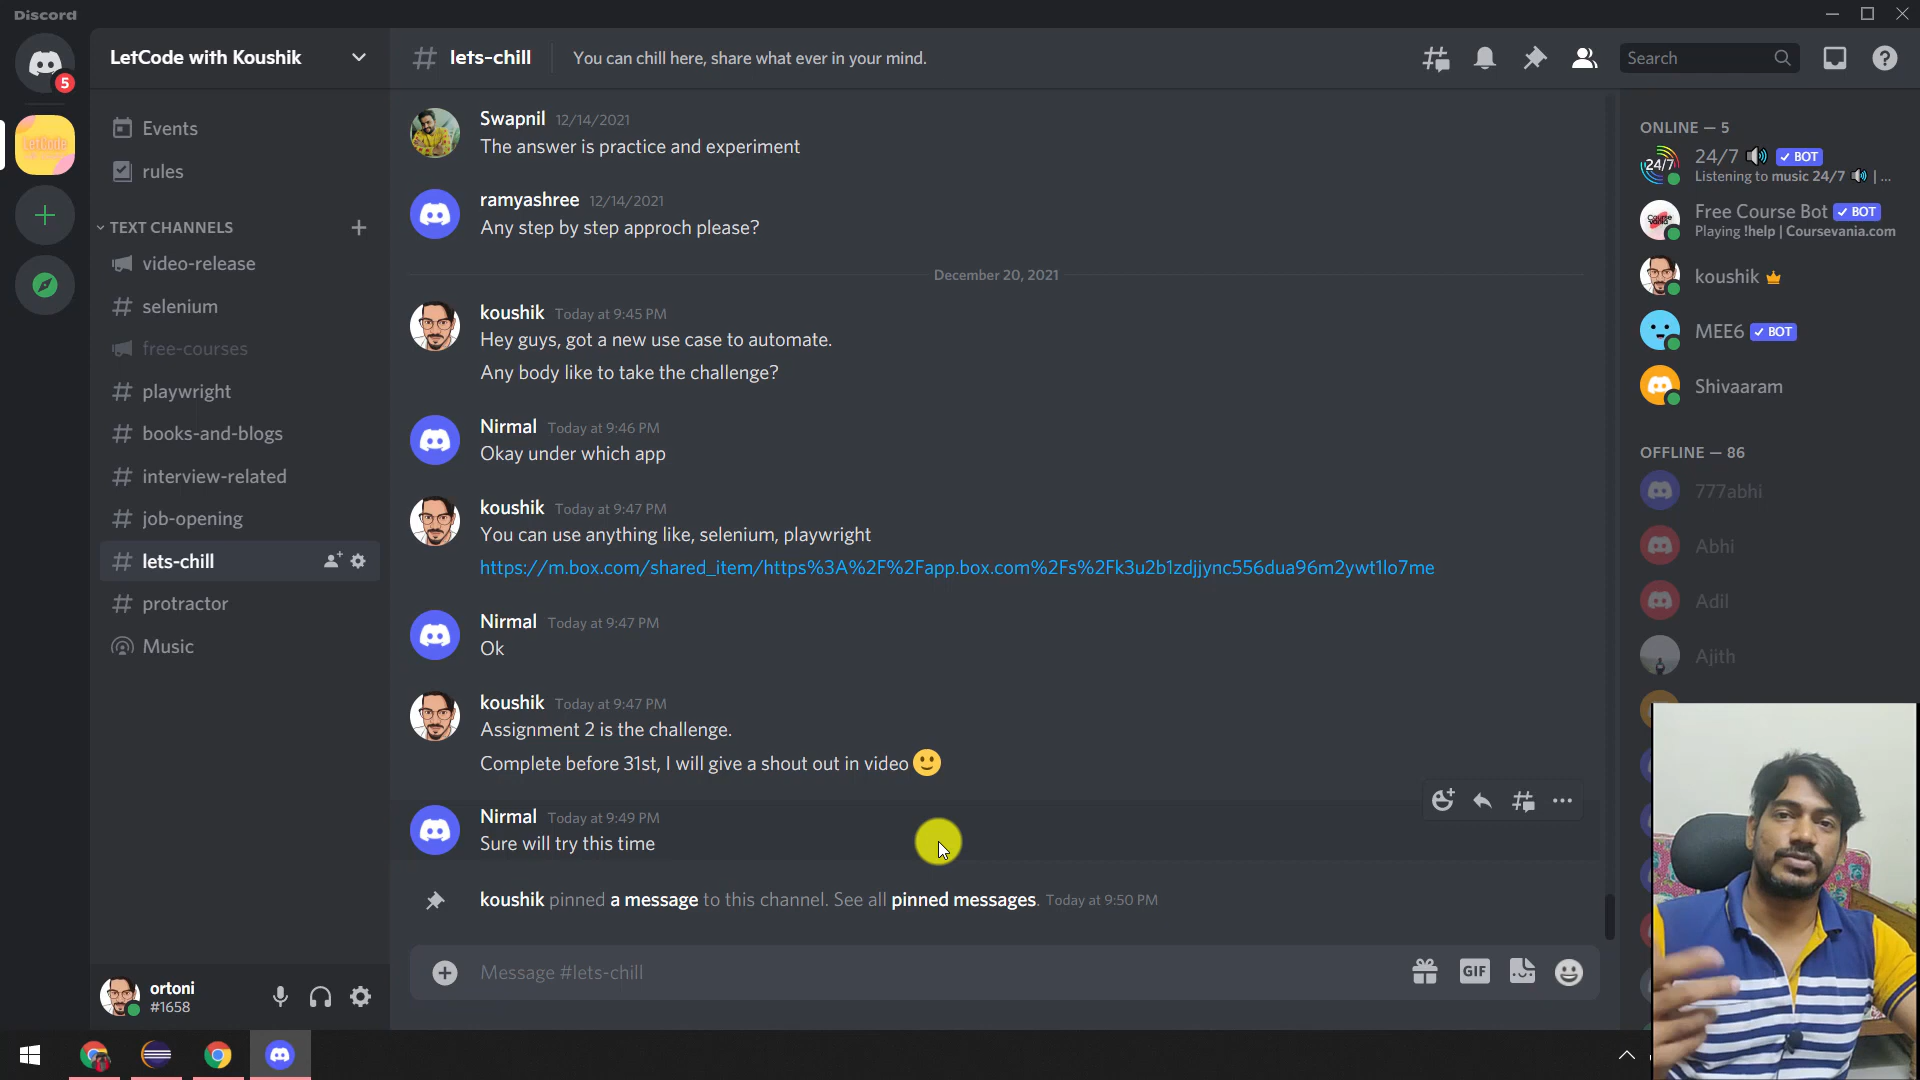 Discord
5
LetCode
LetCode with Koushik
Events
rules
TEXT CHANNELS
video-release
selenium
free-courses
playwright
books-and-blogs
interview-related
job-opening
lets-chill
protractor
Music
ortoni
#1658
lets-chill
You can chill here, share what ever in your mind.
Search
Swapnil 12/14/2021
The answer is practice and experiment
ramyashree 12/14/2021
Any step by step approch please?
December 20, 2021
koushik Today at 9:45 PM
Hey guys, got a new use case to automate.
Any body like to take the challenge?
Nirmal Today at 9:46 PM
Okay under which app
koushik Today at 9:47 PM
You can use anything like, selenium, playwright
https://m.box.com/shared_item/https%3A%2F%2Fapp.box.com%2Fs%2Fk3u2b1zdjjync556dua96m2ywt1lo7me
Nirmal Today at 9:47 PM
Ok
koushik Today at 9:47 PM
Assignment 2 is the challenge.
Complete before 31st, I will give a shout out in video
Nirmal Today at 9:49 PM
Sure will try this time
koushik pinned a message to this channel. See all pinned messages. Today at 9:50 PM
Message #lets-chill
GIF
ONLINE — 5
24/7
24/7 BOT
Listening to music 24/7 | ...
Free Course Bot BOT
Playing !help | Coursevania.com
koushik
MEE6 BOT
Shivaaram
OFFLINE — 86
777abhi
Abhi
Adil
Ajith